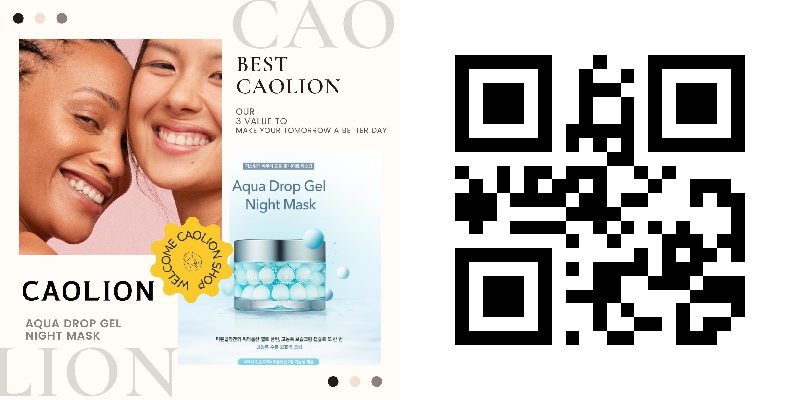 CAO
BEST
CAOLION
OUR
3 VALUE TO
MAKE YOUR TOMORROW A BETTER DAY
Aqua Drop Gel
Night Mask
WELCOME CAOLION SHOP
CAOLION
AQUA DROP GEL
NIGHT MASK
LION